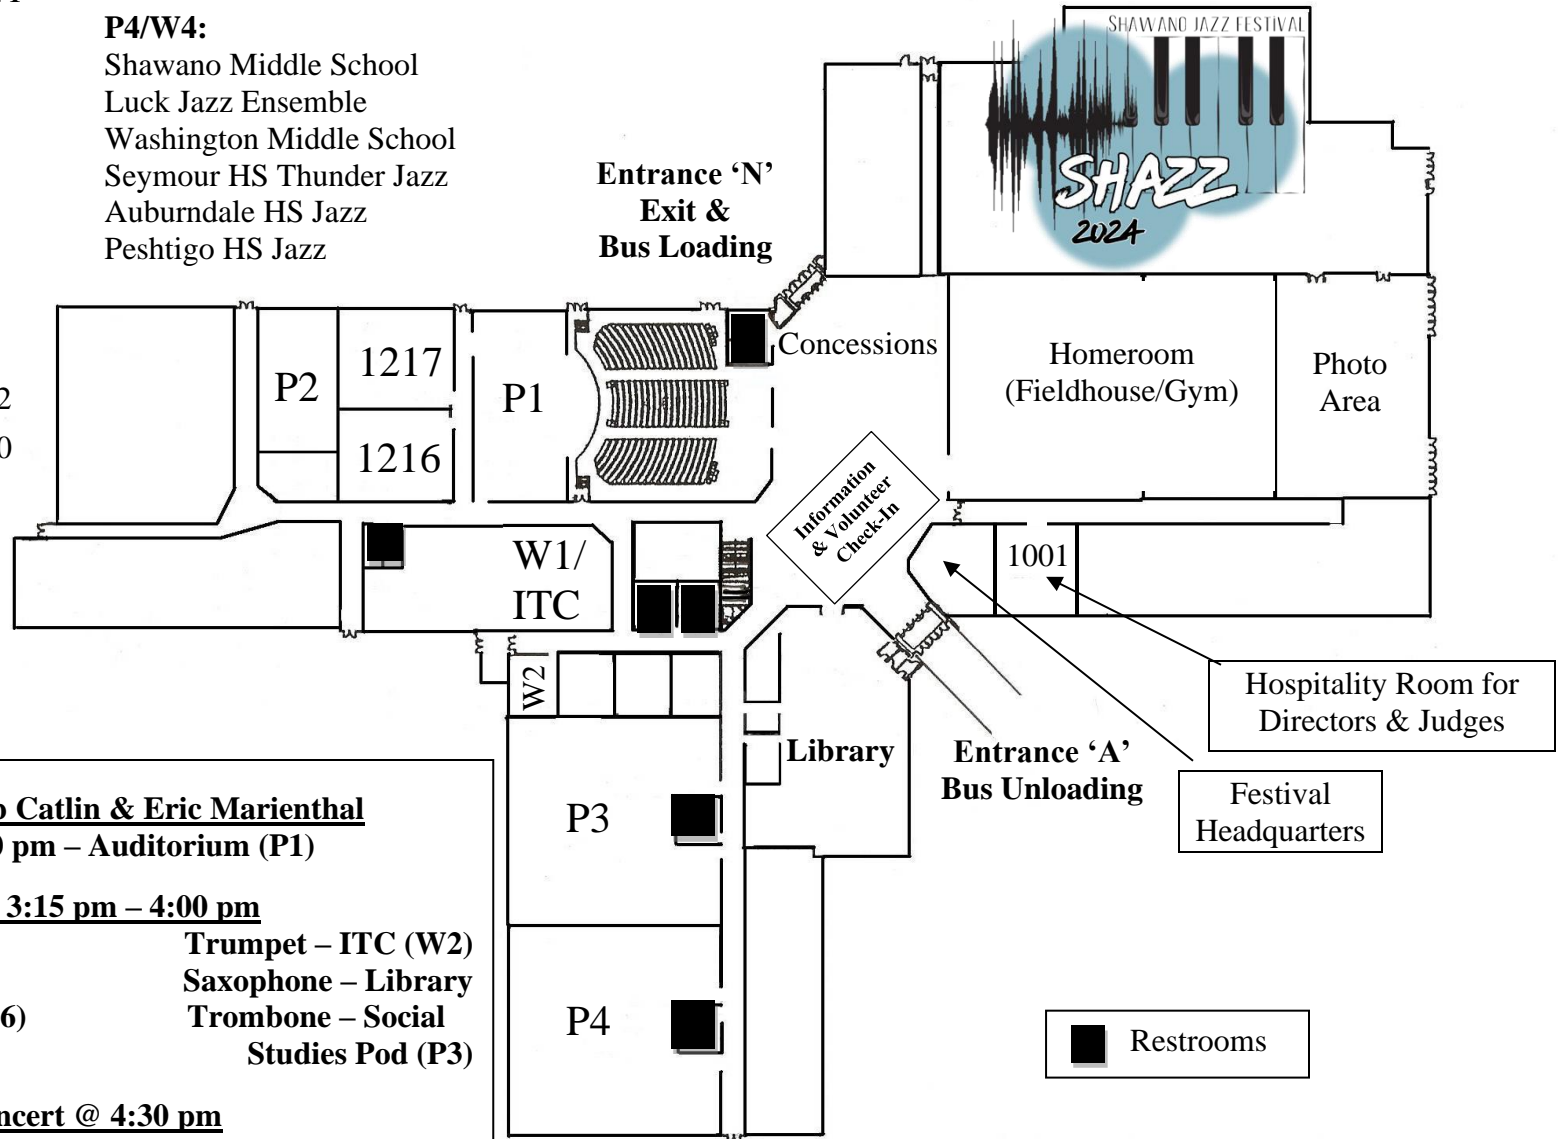 P4/W4:
Shawano Middle School
Luck Jazz Ensemble
Washington Middle School
Seymour HS Thunder Jazz
Auburndale HS Jazz
Peshtigo HS Jazz
SHAWANO JAZZ FESTIVAL
SHAZZ
2024
Entrance ‘N’
Exit &
Bus Loading
Concessions
Homeroom
(Fieldhouse/Gym)
Photo
Area
P2
1217
1216
P1
2
0
Information
& Volunteer
Check-In
W1/
ITC
1001
W2
Hospitality Room for
Directors & Judges
Library
Entrance ‘A’
Bus Unloading
Festival
Headquarters
P3
P4
Catlin & Eric Marienthal
pm – Auditorium (P1)
3:15 pm – 4:00 pm
Trumpet – ITC (W2)
Saxophone – Library
6) Trombone – Social
Studies Pod (P3)
ncert @ 4:30 pm
Restrooms